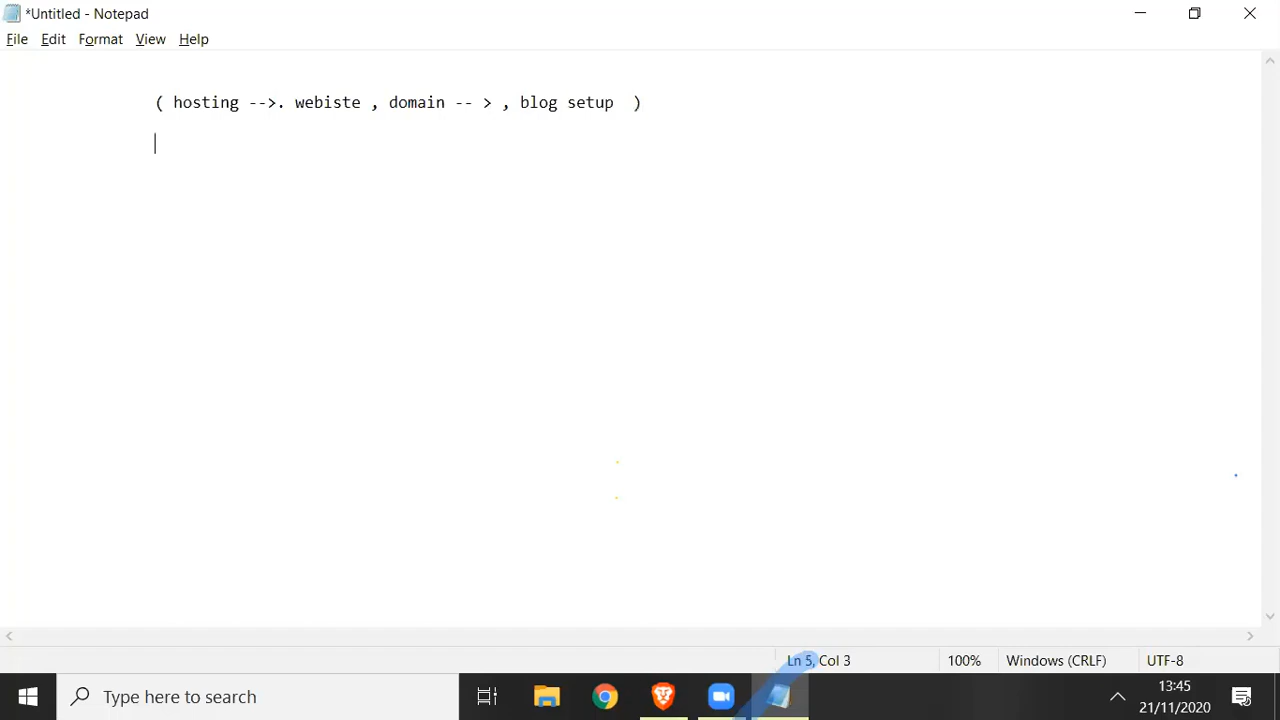 *Untitled - Notepad
File Edit Format View Help
( hosting -->. webiste , domain -- > , blog setup  )
Ln 5, Col 3 100% Windows (CRLF) UTF-8
Type here to search
13:45
21/11/2020